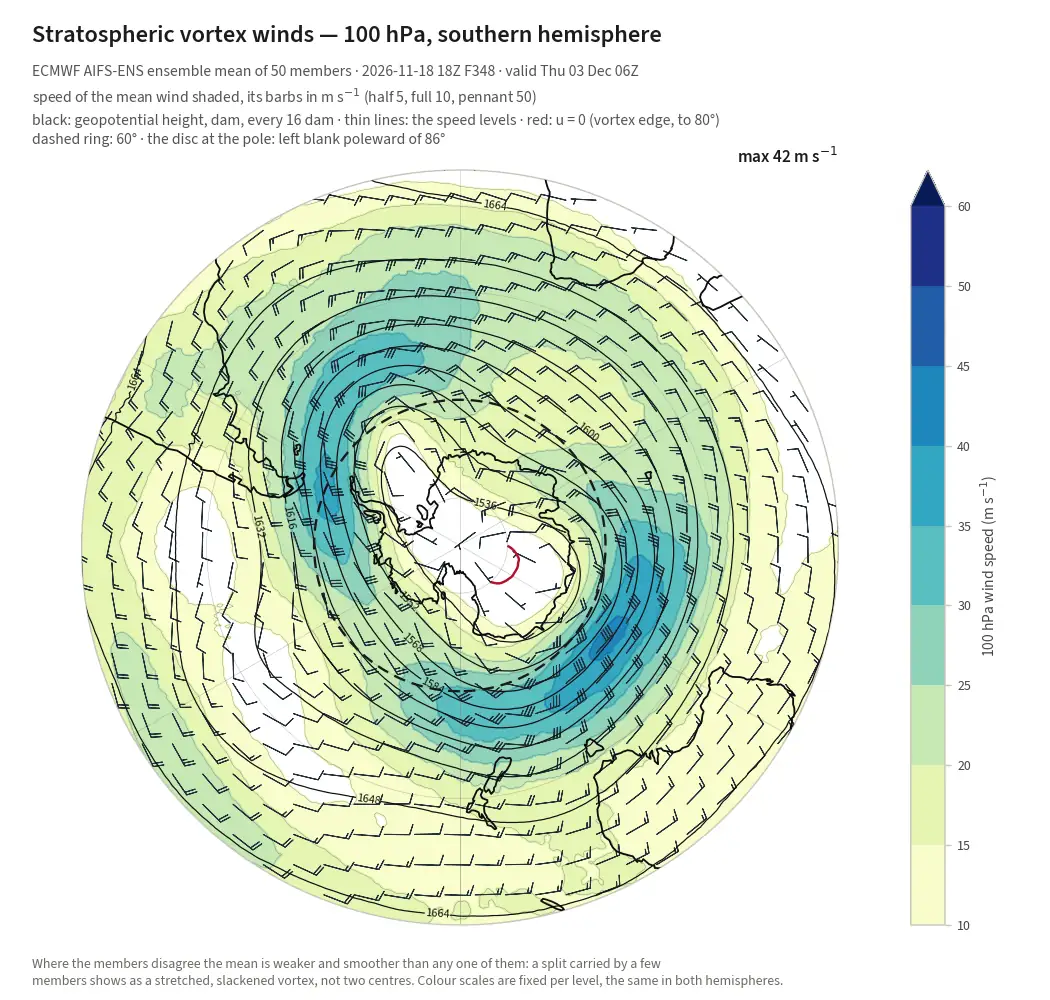 Stratospheric vortex winds — 100 hPa, southern hemisphere
ECMWF AIFS-ENS ensemble mean of 50 members · 2026-11-18 18Z F348 · valid Thu 03 Dec 06Z
speed of the mean wind shaded, its barbs in m s⁻¹ (half 5, full 10, pennant 50)
black: geopotential height, dam, every 16 dam · thin lines: the speed levels · red: u = 0 (vortex edge, to 80°)
dashed ring: 60° · the disc at the pole: left blank poleward of 86°
max 42 m s⁻¹
1664
1664
1600
1536
1632
1616
1568
1584
1648
1664
60
50
45
40
35
30
25
20
15
10
100 hPa wind speed (m s⁻¹)
Where the members disagree the mean is weaker and smoother than any one of them: a split carried by a few
members shows as a stretched, slackened vortex, not two centres. Colour scales are fixed per level, the same in both hemispheres.